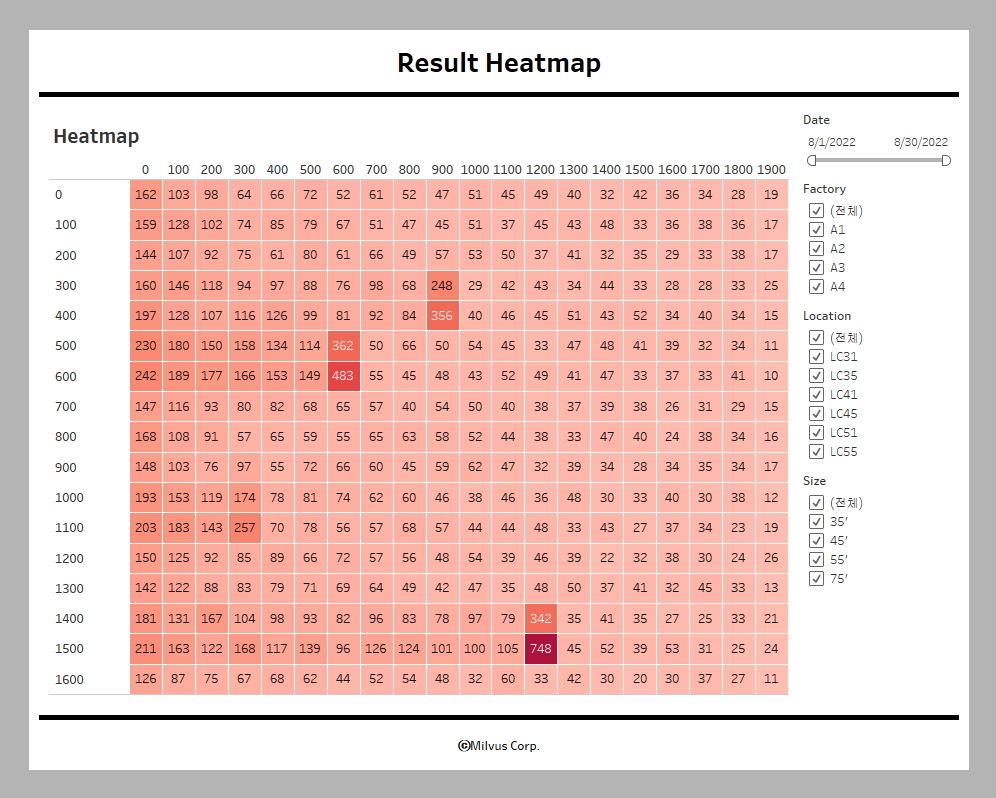 Result Heatmap
Heatmap
0 100 200 300 400 500 600 700 800 900 1000 1100 1200 1300 1400 1500 1600 1700 1800 1900
0 162 103 98 64 66 72 52 61 52 47 51 45 49 40 32 42 36 34 28 19
100 159 128 102 74 85 79 67 51 47 45 51 37 45 43 48 33 36 38 36 17
200 144 107 92 75 61 80 61 66 49 57 53 50 37 41 32 35 29 33 38 17
300 160 146 118 94 97 88 76 98 68 248 29 42 43 34 44 33 28 28 33 25
400 197 128 107 116 126 99 81 92 84 356 40 46 45 51 43 52 34 40 34 15
500 230 180 150 158 134 114 362 50 66 50 54 45 33 47 48 41 39 32 34 11
600 242 189 177 166 153 149 483 55 45 48 43 52 49 41 47 33 37 33 41 10
700 147 116 93 80 82 68 65 57 40 54 50 40 38 37 39 38 26 31 29 15
800 168 108 91 57 65 59 55 65 63 58 52 44 38 33 47 40 24 38 34 16
900 148 103 76 97 55 72 66 60 45 59 62 47 32 39 34 28 34 35 34 17
1000 193 153 119 174 78 81 74 62 60 46 38 46 36 48 30 33 40 30 38 12
1100 203 183 143 257 70 78 56 57 68 57 44 44 48 33 43 27 37 34 23 19
1200 150 125 92 85 89 66 72 57 56 48 54 39 46 39 22 32 38 30 24 26
1300 142 122 88 83 79 71 69 64 49 42 47 35 48 50 37 41 32 45 33 13
1400 181 131 167 104 98 93 82 96 83 78 97 79 342 35 41 35 27 25 33 21
1500 211 163 122 168 117 139 96 126 124 101 100 105 748 45 52 39 53 31 25 24
1600 126 87 75 67 68 62 44 52 54 48 32 60 33 42 30 20 30 37 27 11
Date
8/1/2022 8/30/2022
Factory
(전체)
A1
A2
A3
A4
Location
(전체)
LC31
LC35
LC41
LC45
LC51
LC55
Size
(전체)
35′
45′
55′
75′
©Milvus Corp.